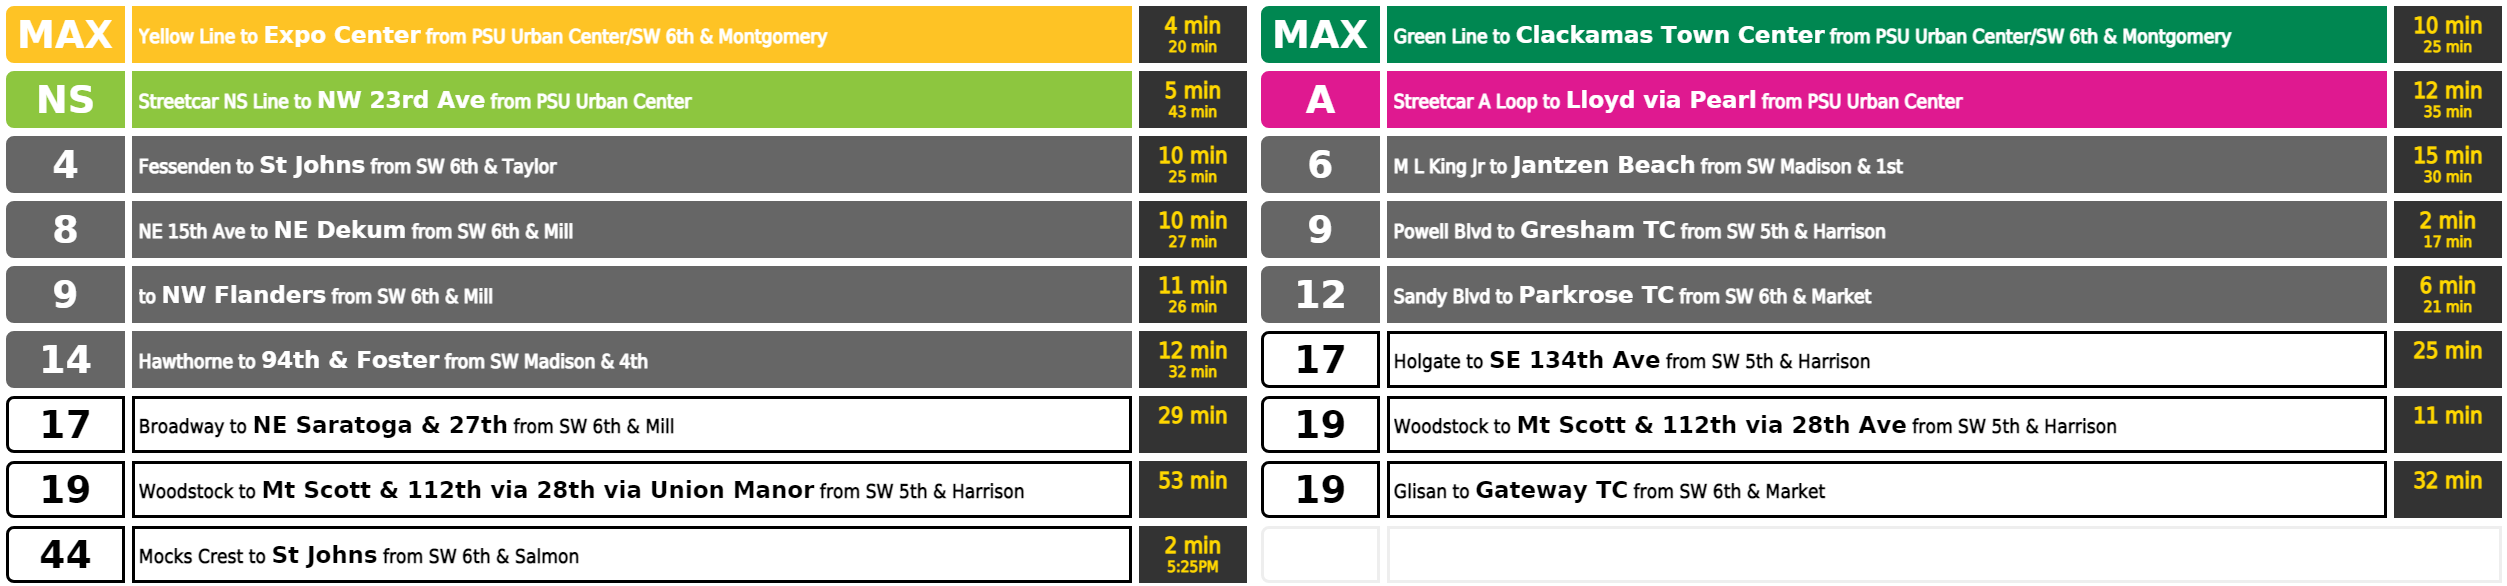 MAX Yellow Line to Expo Center from PSU Urban Center/SW 6th & Montgomery 4 min
20 min
NS Streetcar NS Line to NW 23rd Ave from PSU Urban Center 5 min
43 min
4 Fessenden to St Johns from SW 6th & Taylor 10 min
25 min
8 NE 15th Ave to NE Dekum from SW 6th & Mill 10 min
27 min
9 to NW Flanders from SW 6th & Mill 11 min
26 min
14 Hawthorne to 94th & Foster from SW Madison & 4th 12 min
32 min
17 Broadway to NE Saratoga & 27th from SW 6th & Mill 29 min
19 Woodstock to Mt Scott & 112th via 28th via Union Manor from SW 5th & Harrison 53 min
44 Mocks Crest to St Johns from SW 6th & Salmon 2 min
5:25PM
MAX Green Line to Clackamas Town Center from PSU Urban Center/SW 6th & Montgomery 10 min
25 min
A Streetcar A Loop to Lloyd via Pearl from PSU Urban Center 12 min
35 min
6 M L King Jr to Jantzen Beach from SW Madison & 1st 15 min
30 min
9 Powell Blvd to Gresham TC from SW 5th & Harrison 2 min
17 min
12 Sandy Blvd to Parkrose TC from SW 6th & Market 6 min
21 min
17 Holgate to SE 134th Ave from SW 5th & Harrison 25 min
19 Woodstock to Mt Scott & 112th via 28th Ave from SW 5th & Harrison 11 min
19 Glisan to Gateway TC from SW 6th & Market 32 min